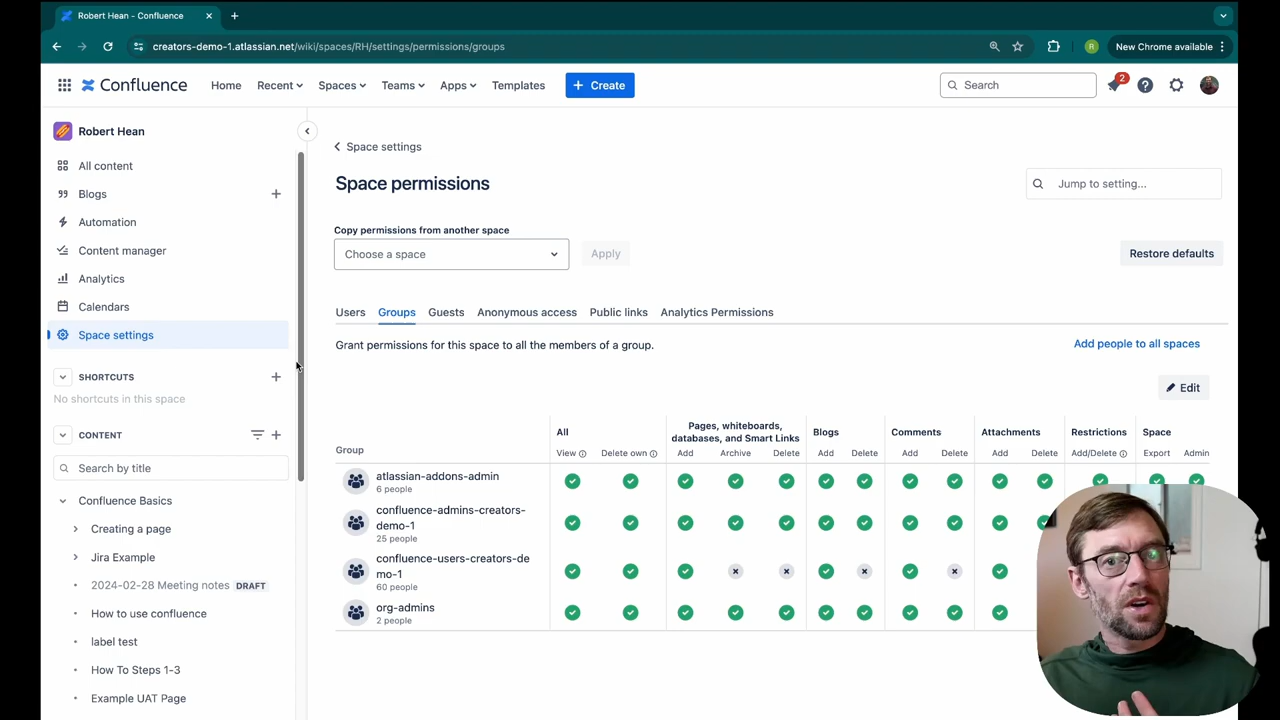 Robert Hean - Confluence
creators-demo-1.atlassian.net/wiki/spaces/RH/settings/permissions/groups
R
New Chrome available
Confluence
Home
Recent
Spaces
Teams
Apps
Templates
+ Create
Search
2
Robert Hean
All content
Blogs
Automation
Content manager
Analytics
Calendars
Space settings
SHORTCUTS
No shortcuts in this space
CONTENT
Search by title
Confluence Basics
Creating a page
Jira Example
2024-02-28 Meeting notes DRAFT
How to use confluence
label test
How To Steps 1-3
Example UAT Page
Space settings
Space permissions
Jump to setting...
Copy permissions from another space
Choose a space
Apply
Restore defaults
Users Groups Guests Anonymous access Public links Analytics Permissions
Grant permissions for this space to all the members of a group.
Add people to all spaces
Edit
Group
All
View
Delete own
Pages, whiteboards,
databases, and Smart Links
Add Archive Delete
Blogs
Add Delete
Comments
Add Delete
Attachments
Add Delete
Restrictions
Add/Delete
Space
Export Admin
atlassian-addons-admin
6 people
confluence-admins-creators-
demo-1
25 people
confluence-users-creators-de
mo-1
60 people
org-admins
2 people